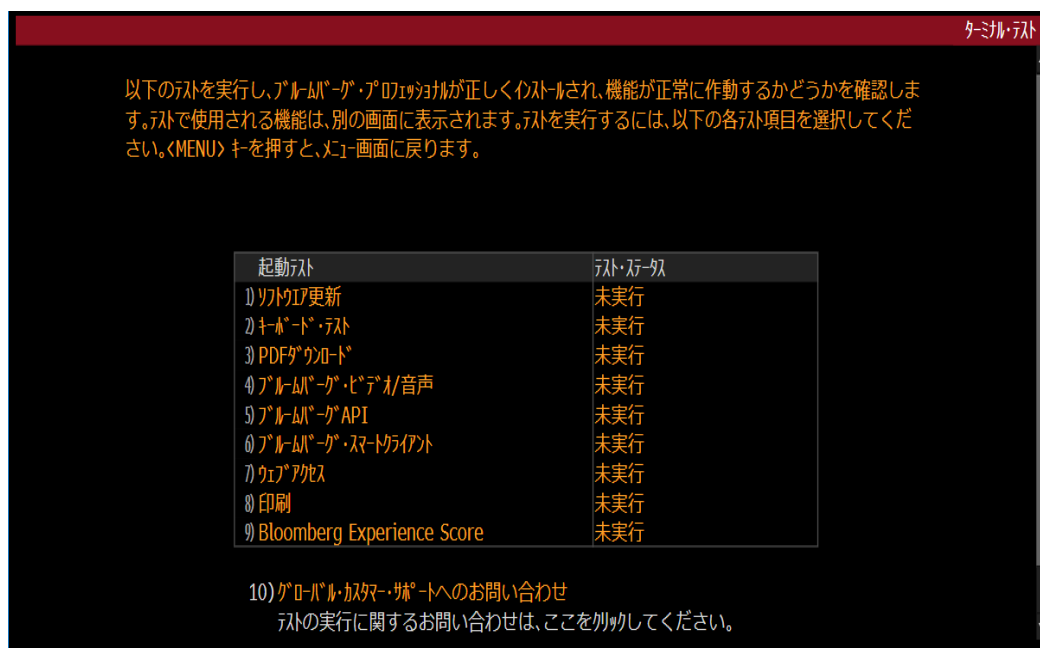 ﾀｰﾐﾅﾙ･ﾃｽﾄ
以下のﾃｽﾄを実行し､ﾌﾞﾙｰﾑﾊﾞｰｸﾞ･ﾌﾟﾛﾌｪｯｼｮﾅﾙが正しくｲﾝｽﾄｰﾙされ､機能が正常に作動するかどうかを確認しま
す｡ﾃｽﾄで使用される機能は､別の画面に表示されます｡ﾃｽﾄを実行するには､以下の各ﾃｽﾄ項目を選択してくだ
さい｡<MENU> ｷｰを押すと､ﾒﾆｭｰ画面に戻ります｡
起動ﾃｽﾄ ﾃｽﾄ･ｽﾃｰﾀｽ
1) ｿﾌﾄｳｴｱ更新 未実行
2) ｷｰﾎﾞｰﾄﾞ･ﾃｽﾄ 未実行
3) PDFﾀﾞｳﾝﾛｰﾄﾞ 未実行
4) ﾌﾞﾙｰﾑﾊﾞｰｸﾞ･ﾋﾞﾃﾞｵ/音声 未実行
5) ﾌﾞﾙｰﾑﾊﾞｰｸﾞAPI 未実行
6) ﾌﾞﾙｰﾑﾊﾞｰｸﾞ･ｽﾏｰﾄｸﾗｲｱﾝﾄ 未実行
7) ｳｪﾌﾞｱｸｾｽ 未実行
8) 印刷 未実行
9) Bloomberg Experience Score 未実行
10) ｸﾞﾛｰﾊﾞﾙ･ｶｽﾀﾏｰ･ｻﾎﾟｰﾄへのお問い合わせ
ﾃｽﾄの実行に関するお問い合わせは､ここをｸﾘｯｸしてください｡